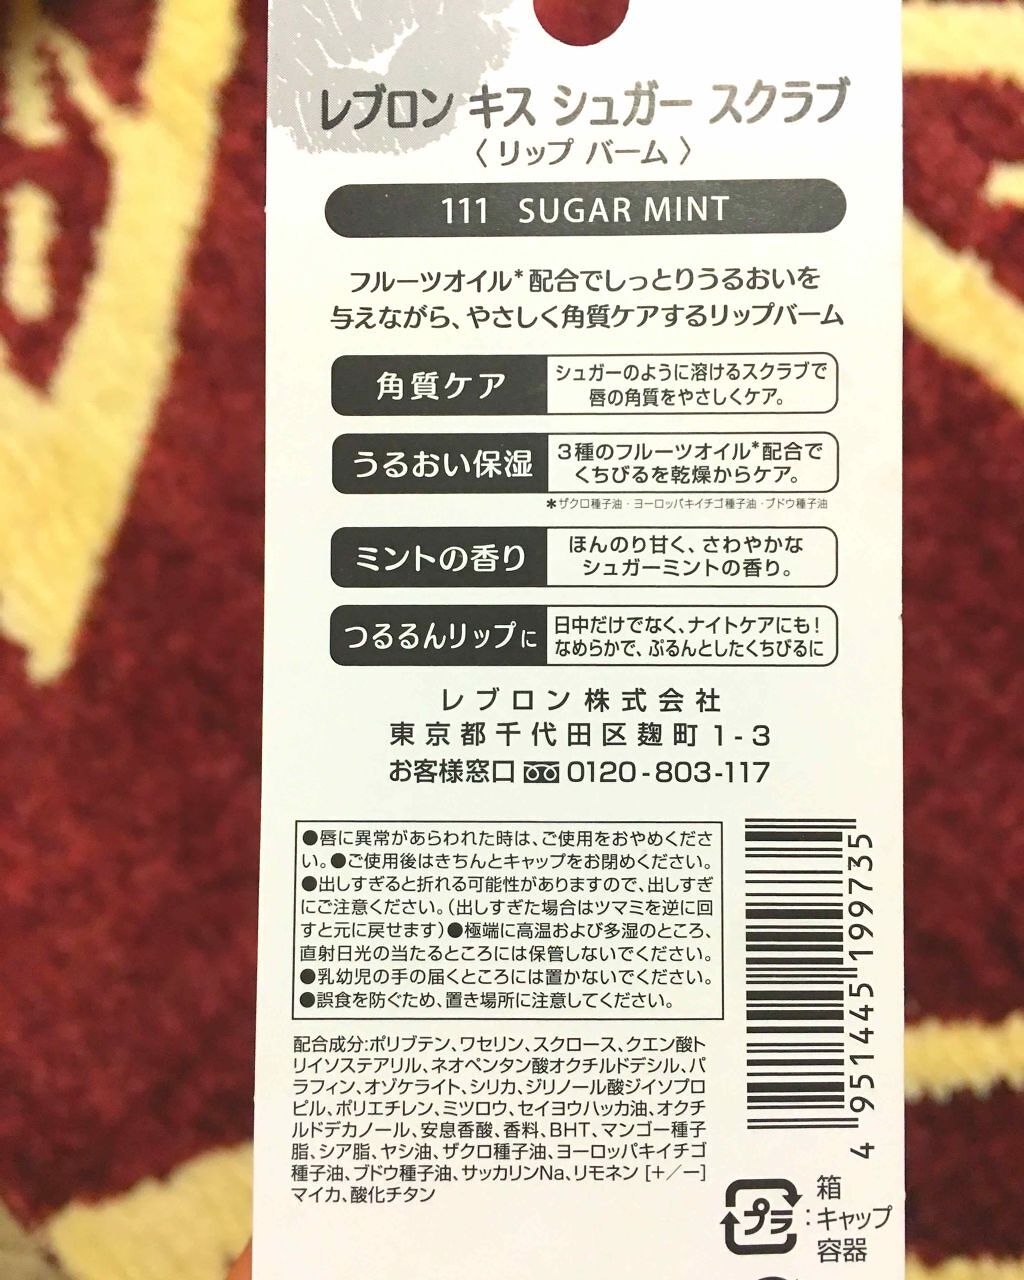 レブロン キス シュガー スクラブ
〈 リップ バーム 〉
111 SUGAR MINT
フルーツオイル*配合でしっとりうるおいを
与えながら、やさしく角質ケアするリップバーム
角質ケア
シュガーのように溶けるスクラブで
唇の角質をやさしくケア。
うるおい保湿
3種のフルーツオイル*配合で
くちびるを乾燥からケア。
*ザクロ種子油・ヨーロッパキイチゴ種子油・ブドウ種子油
ミントの香り
ほんのり甘く、さわやかな
シュガーミントの香り。
つるるんリップに
日中だけでなく、ナイトケアにも!
なめらかで、ぷるんとしたくちびるに
レブロン株式会社
東京都千代田区麹町1-3
お客様窓口 0120-803-117
●唇に異常があらわれた時は、ご使用をおやめくださ
い。●ご使用後はきちんとキャップをお閉めください。
●出しすぎると折れる可能性がありますので、出しすぎ
にご注意ください。(出しすぎた場合はツマミを逆に回
すと元に戻せます)●極端に高温および多湿のところ、
直射日光の当たるところには保管しないでください。
●乳幼児の手の届くところには置かないでください。
●誤食を防ぐため、置き場所に注意してください。
配合成分:ポリブテン、ワセリン、スクロース、クエン酸ト
リイソステアリル、ネオペンタン酸オクチルドデシル、パ
ラフィン、オゾケライト、シリカ、ジリノール酸ジイソプロ
ピル、ポリエチレン、ミツロウ、セイヨウハッカ油、オクチ
ルドデカノール、安息香酸、香料、BHT、マンゴー種子
脂、シア脂、ヤシ油、ザクロ種子油、ヨーロッパキイチゴ
種子油、ブドウ種子油、サッカリンNa、リモネン [+/−]
マイカ、酸化チタン
4 951445 199735
プラ
:
箱
キャップ
容器